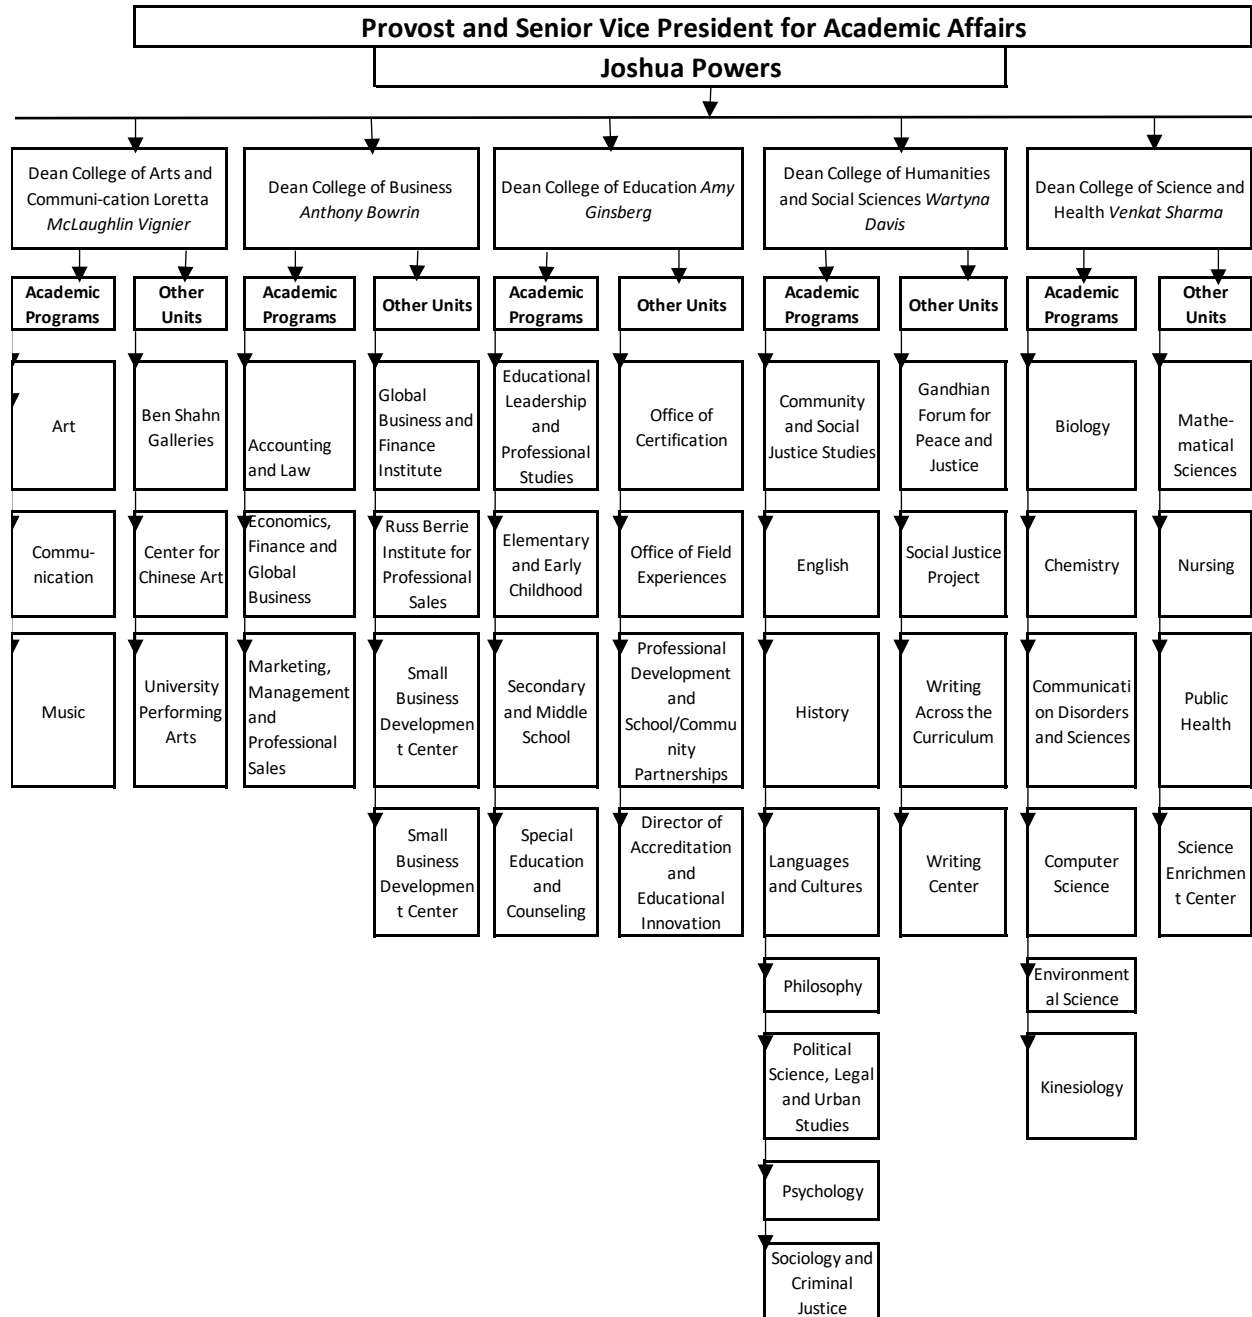 Provost and Senior Vice President for Academic Affairs
Joshua Powers
Dean College of Arts and
Communi-cation Loretta
McLaughlin Vignier
Dean College of Business
Anthony Bowrin
Dean College of Education Amy
Ginsberg
Dean College of Humanities
and Social Sciences Wartyna
Davis
Dean College of Science and
Health Venkat Sharma
Academic
Programs
Other
Units
Academic
Programs
Other Units
Academic
Programs
Other Units
Academic
Programs
Other Units
Academic
Programs
Other
Units
Art
Ben Shahn
Galleries
Accounting
and Law
Global
Business and
Finance
Institute
Educational
Leadership
and
Professional
Studies
Office of
Certification
Community
and Social
Justice Studies
Gandhian
Forum for
Peace and
Justice
Biology
Mathe-
matical
Sciences
Commu-
nication
Center for
Chinese Art
Economics,
Finance and
Global
Business
Russ Berrie
Institute for
Professional
Sales
Elementary
and Early
Childhood
Office of Field
Experiences
English
Social Justice
Project
Chemistry
Nursing
Music
University
Performing
Arts
Marketing,
Management
and
Professional
Sales
Small
Business
Developmen
t Center
Secondary
and Middle
School
Professional
Development
and
School/Commu
nity
Partnerships
History
Writing
Across the
Curriculum
Communicati
on Disorders
and Sciences
Public
Health
Small
Business
Developmen
t Center
Special
Education
and
Counseling
Director of
Accreditation
and
Educational
Innovation
Languages
and Cultures
Writing
Center
Computer
Science
Science
Enrichmen
t Center
Philosophy
Environment
al Science
Political
Science, Legal
and Urban
Studies
Kinesiology
Psychology
Sociology and
Criminal
Justice